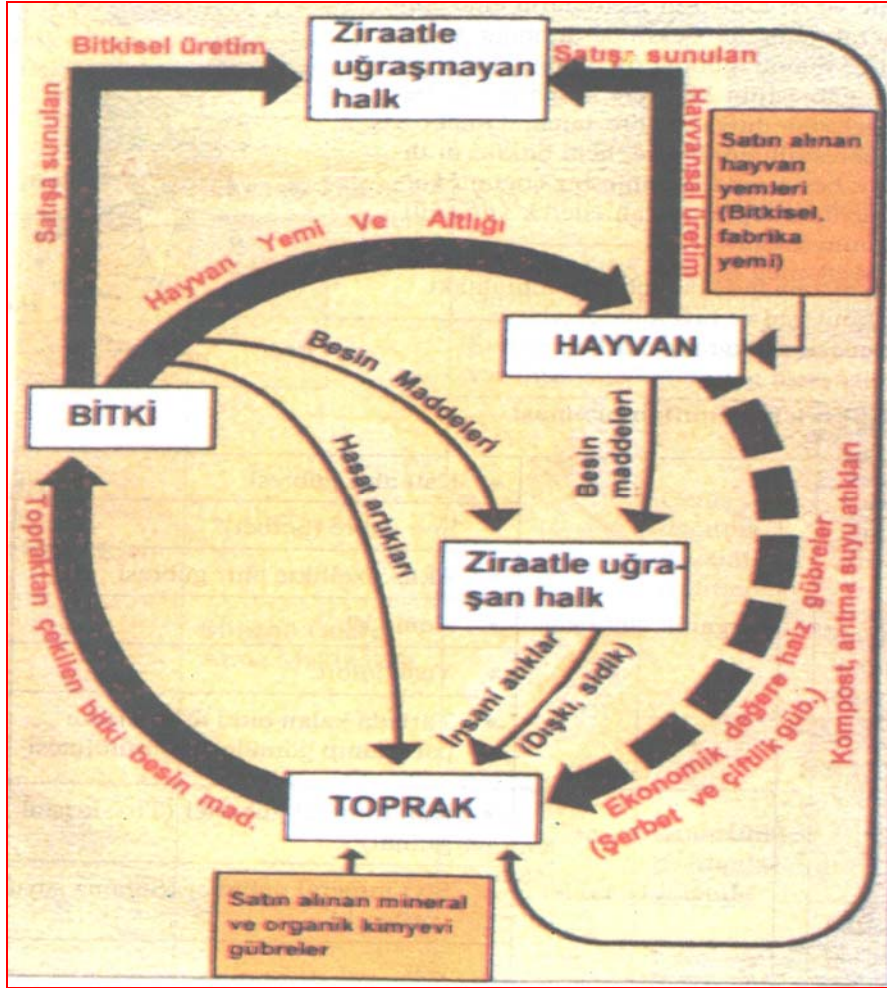 Bitkisel üretim
Ziraatle
uğraşmayan
halk
Satışa sunulan
Satışa sunulan
Hayvansal üretim
Satın alınan
hayvan
yemleri
(Bitkisel,
fabrika
yemi)
Hayvan Yemi Ve Altlığı
HAYVAN
BİTKİ
Besin Maddeleri
Besin
maddeleri
Hasat artıkları
Ziraatle uğra-
şan halk
İnsani atıklar
(Dışkı, sidik)
Topraktan çekilen bitki besin mad.
TOPRAK
Ekonomik değere haiz gübreler
(Şerbet ve çiftlik güb.)
Kompost, arıtma suyu atıkları
Satın alınan mineral
ve organik kimyevi
gübreler